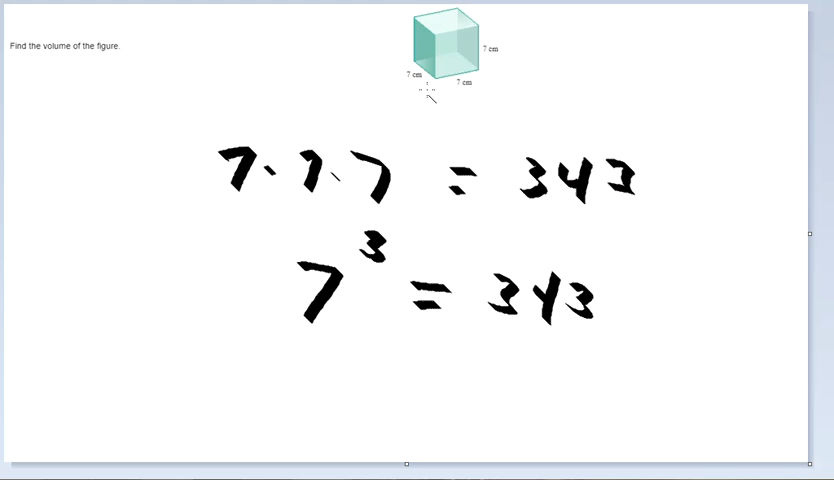 7 cm
Find the volume of the figure.
7 cm
7 cm
7·7·7 = 343
7³ = 343